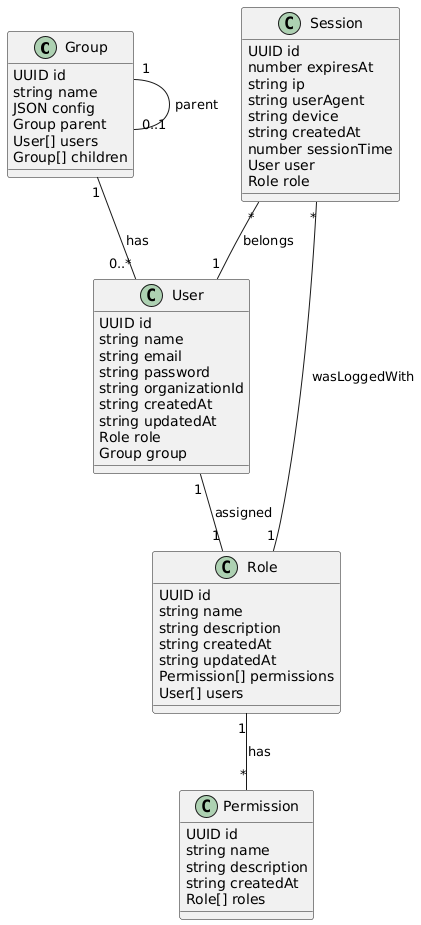 C Group
UUID id
string name
JSON config
Group parent
User[] users
Group[] children
1
0..1
parent
C Session
UUID id
number expiresAt
string ip
string userAgent
string device
string createdAt
number sessionTime
User user
Role role
1
has
0..*
*
belongs
1
*
wasLoggedWith
1
C User
UUID id
string name
string email
string password
string organizationId
string createdAt
string updatedAt
Role role
Group group
1
assigned
1
C Role
UUID id
string name
string description
string createdAt
string updatedAt
Permission[] permissions
User[] users
1
has
*
C Permission
UUID id
string name
string description
string createdAt
Role[] roles